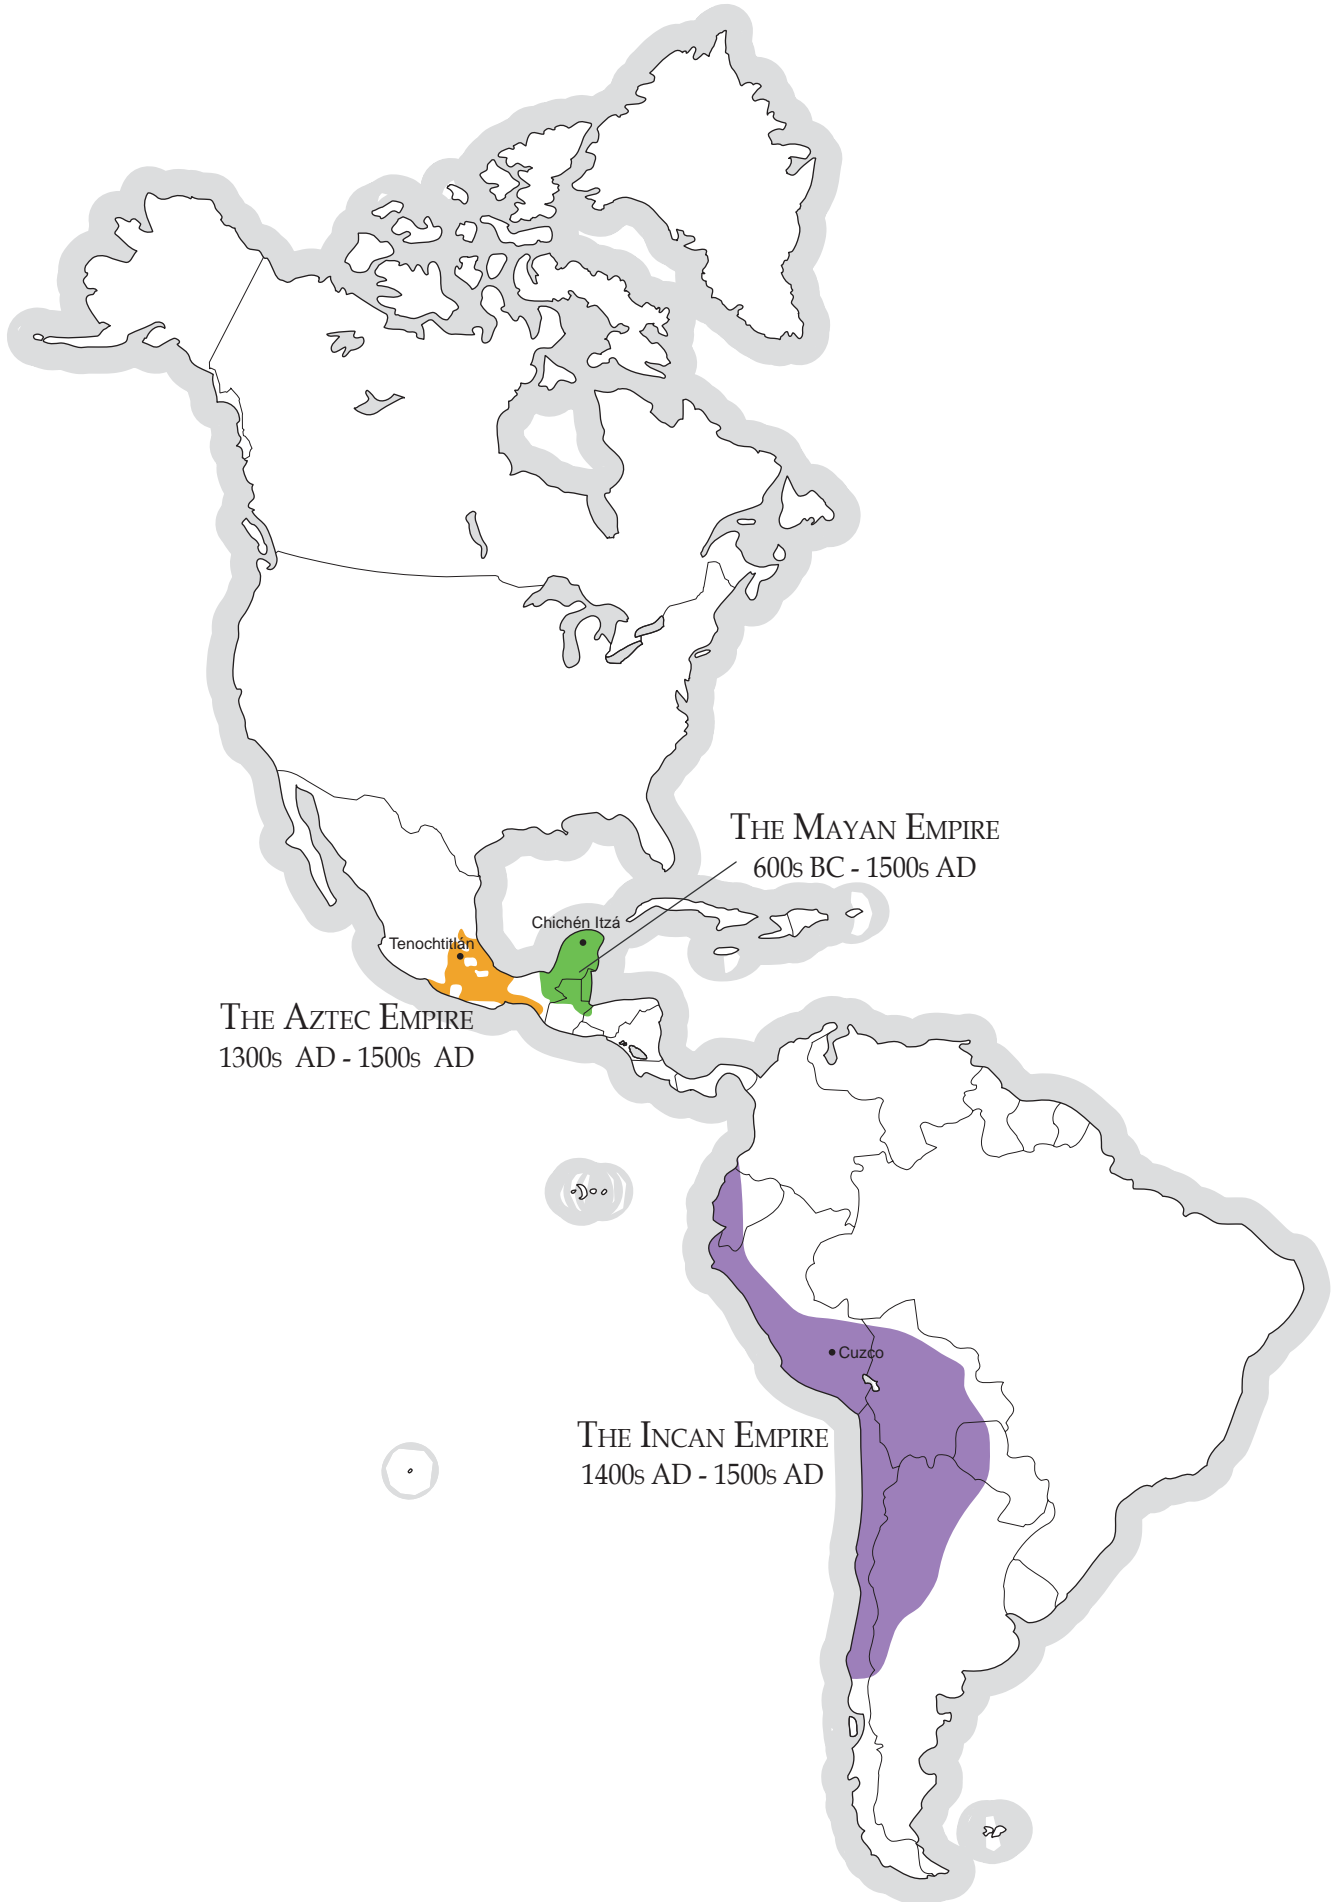 THE MAYAN EMPIRE
600s BC - 1500s AD
Chichén Itzá
Tenochtitlán
THE AZTEC EMPIRE
1300s AD - 1500s AD
Cuzco
THE INCAN EMPIRE
1400s AD - 1500s AD